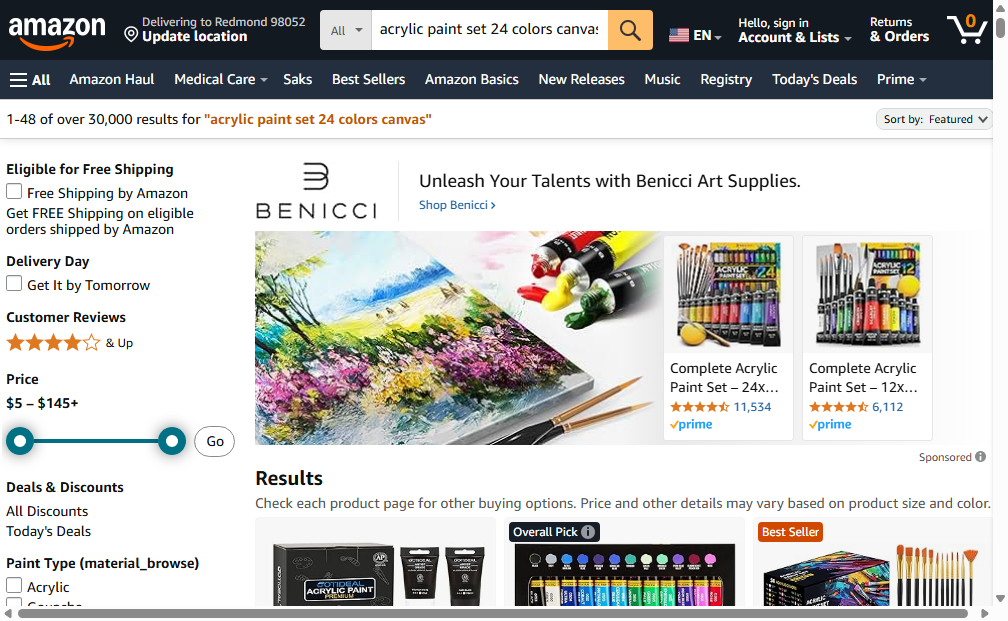 amazon
Delivering to Redmond 98052
Update location
All
acrylic paint set 24 colors canvas
EN
Hello, sign in
Account & Lists
Returns
& Orders
0
All
Amazon Haul
Medical Care
Saks
Best Sellers
Amazon Basics
New Releases
Music
Registry
Today's Deals
Prime
1-48 of over 30,000 results for "acrylic paint set 24 colors canvas"
Sort by: Featured
Eligible for Free Shipping
Free Shipping by Amazon
Get FREE Shipping on eligible
orders shipped by Amazon
Delivery Day
Get It by Tomorrow
Customer Reviews
& Up
Price
$5 – $145+
Go
Deals & Discounts
All Discounts
Today's Deals
Paint Type (material_browse)
Acrylic
Gouache
BENICCI
Unleash Your Talents with Benicci Art Supplies.
Shop Benicci
ACRYLIC
PAINT SET
24
Complete Acrylic
Paint Set – 24x...
11,534
prime
ACRYLIC
PAINT SET
12
Complete Acrylic
Paint Set – 12x...
6,112
prime
Sponsored
Results
Check each product page for other buying options. Price and other details may vary based on product size and color.
AP
GOTIDEAL
ACRYLIC PAINT
PREMIUM
Overall Pick
Best Seller